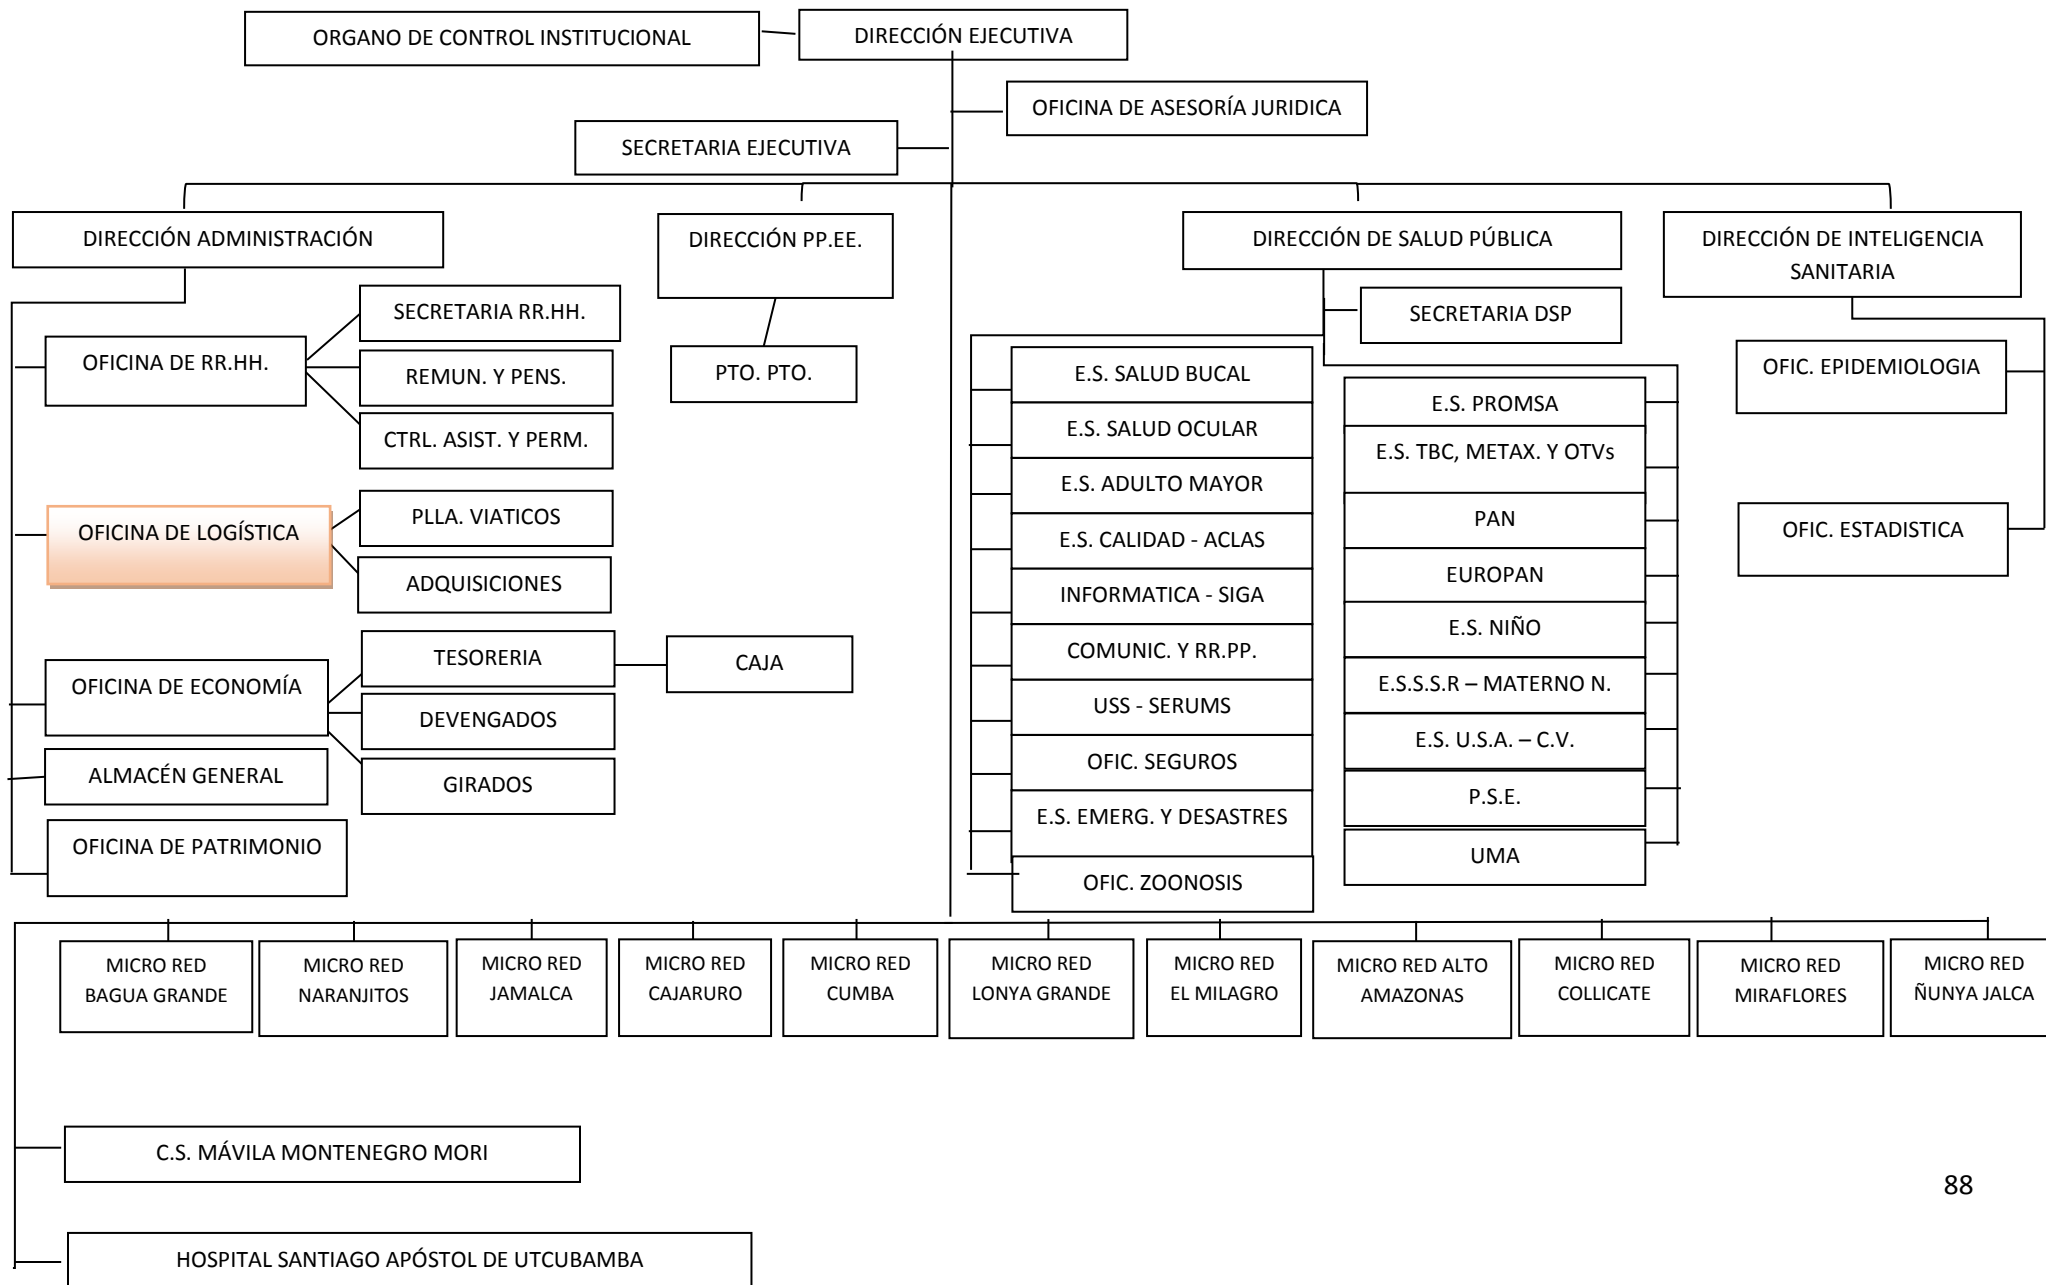 ORGANO DE CONTROL INSTITUCIONAL
DIRECCIÓN EJECUTIVA
OFICINA DE ASESORÍA JURIDICA
SECRETARIA EJECUTIVA
DIRECCIÓN ADMINISTRACIÓN
DIRECCIÓN PP.EE.
DIRECCIÓN DE SALUD PÚBLICA
DIRECCIÓN DE INTELIGENCIA
SANITARIA
OFICINA DE RR.HH.
SECRETARIA RR.HH.
REMUN. Y PENS.
CTRL. ASIST. Y PERM.
OFICINA DE LOGÍSTICA
PLLA. VIATICOS
ADQUISICIONES
OFICINA DE ECONOMÍA
TESORERIA
CAJA
DEVENGADOS
GIRADOS
ALMACÉN GENERAL
OFICINA DE PATRIMONIO
PTO. PTO.
SECRETARIA DSP
E.S. SALUD BUCAL
E.S. SALUD OCULAR
E.S. ADULTO MAYOR
E.S. CALIDAD - ACLAS
INFORMATICA - SIGA
COMUNIC. Y RR.PP.
USS - SERUMS
OFIC. SEGUROS
E.S. EMERG. Y DESASTRES
OFIC. ZOONOSIS
E.S. PROMSA
E.S. TBC, METAX. Y OTVs
PAN
EUROPAN
E.S. NIÑO
E.S.S.S.R – MATERNO N.
E.S. U.S.A. – C.V.
P.S.E.
UMA
OFIC. EPIDEMIOLOGIA
OFIC. ESTADISTICA
MICRO RED
BAGUA GRANDE
MICRO RED
NARANJITOS
MICRO RED
JAMALCA
MICRO RED
CAJARURO
MICRO RED
CUMBA
MICRO RED
LONYA GRANDE
MICRO RED
EL MILAGRO
MICRO RED ALTO
AMAZONAS
MICRO RED
COLLICATE
MICRO RED
MIRAFLORES
MICRO RED
ÑUNYA JALCA
C.S. MÁVILA MONTENEGRO MORI
88
HOSPITAL SANTIAGO APÓSTOL DE UTCUBAMBA